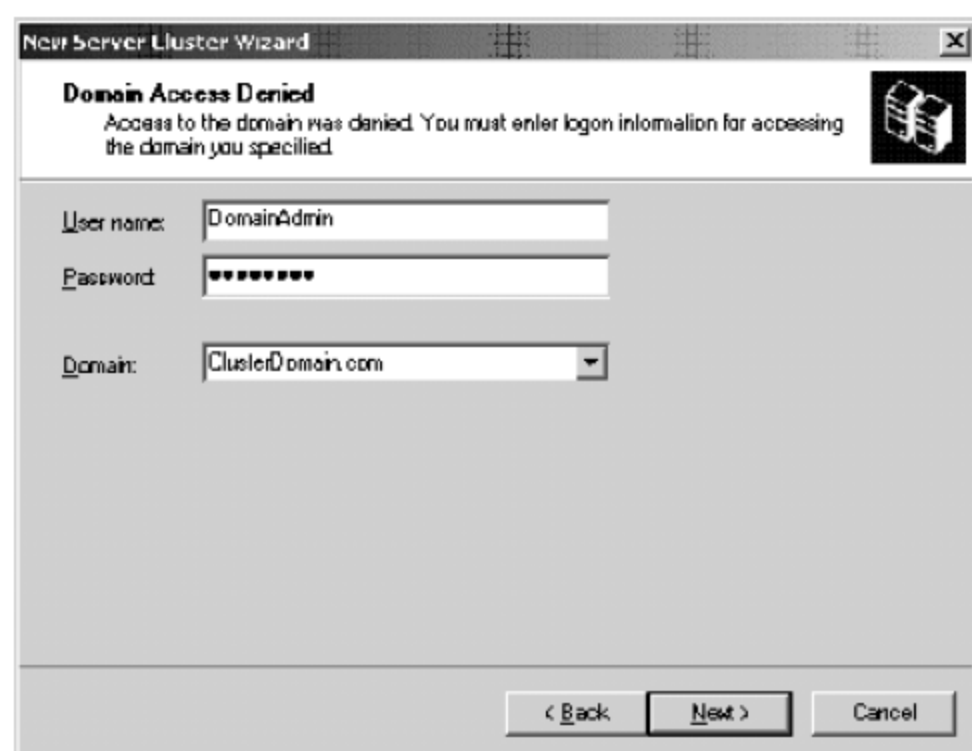 New Server Cluster Wizard
Domain Access Denied
Access to the domain was denied. You must enter logon information for accessing
the domain you specified.
User name:
DomainAdmin
Password:
●●●●●●●●
Domain:
ClusterDomain.com
< Back
Next >
Cancel